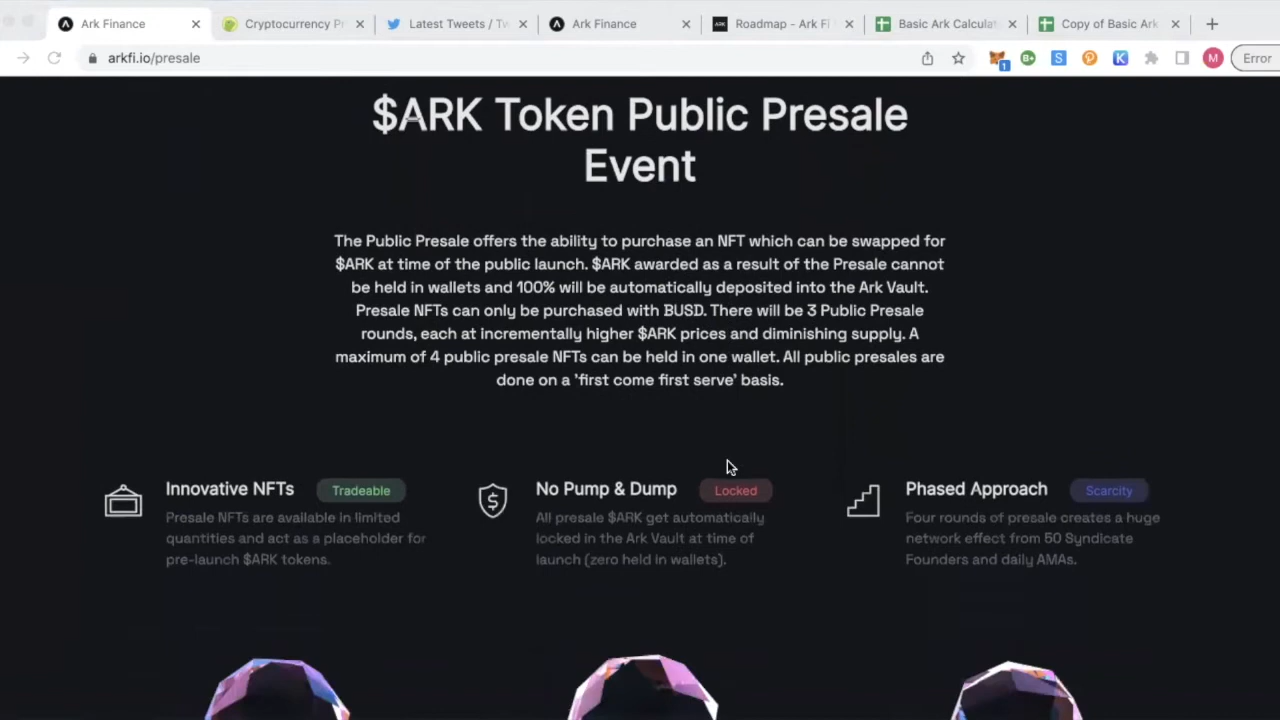 Ark Finance
Cryptocurrency Pr
Latest Tweets / Tw
Ark Finance
Roadmap - Ark Fi
Basic Ark Calculat
Copy of Basic Ark
arkfi.io/presale
1
S
K
M
Error
$ARK Token Public Presale
Event
The Public Presale offers the ability to purchase an NFT which can be swapped for
$ARK at time of the public launch. $ARK awarded as a result of the Presale cannot
be held in wallets and 100% will be automatically deposited into the Ark Vault.
Presale NFTs can only be purchased with BUSD. There will be 3 Public Presale
rounds, each at incrementally higher $ARK prices and diminishing supply. A
maximum of 4 public presale NFTs can be held in one wallet. All public presales are
done on a 'first come first serve' basis.
Innovative NFTs Tradeable
Presale NFTs are available in limited
quantities and act as a placeholder for
pre-launch $ARK tokens.
No Pump & Dump Locked
All presale $ARK get automatically
locked in the Ark Vault at time of
launch (zero held in wallets).
Phased Approach Scarcity
Four rounds of presale creates a huge
network effect from 50 Syndicate
Founders and daily AMAs.